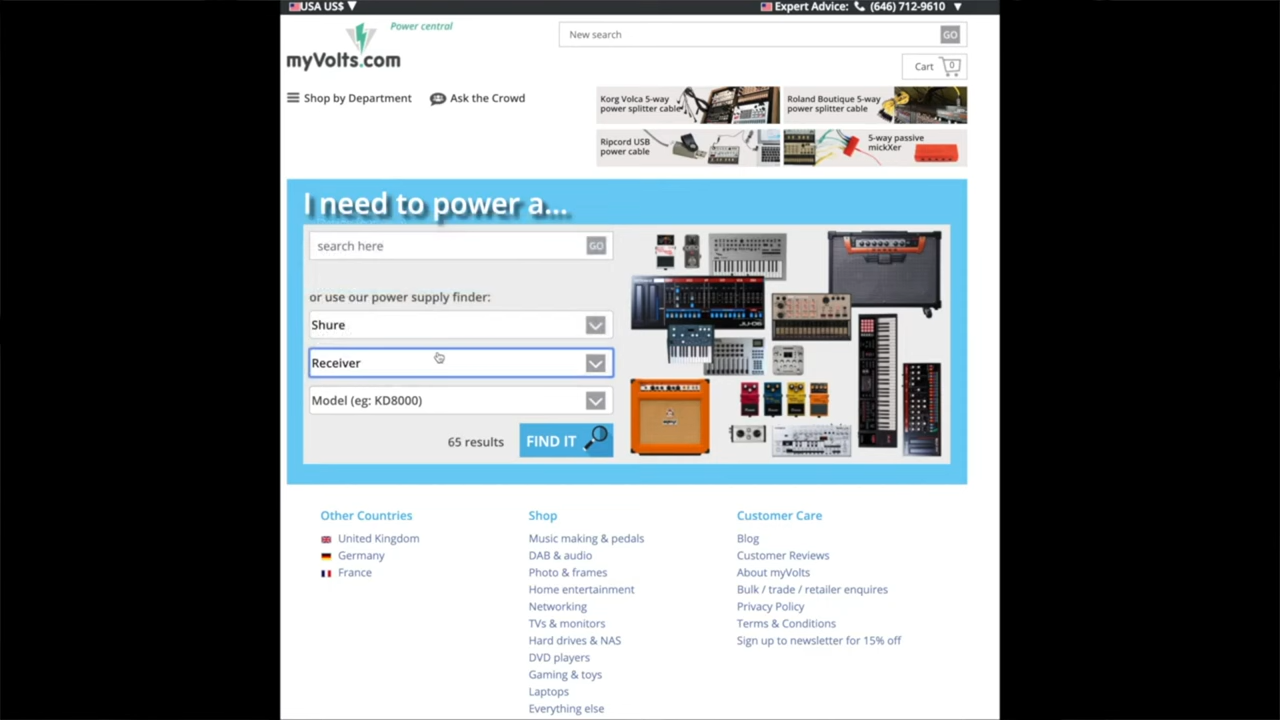 USA US$ ▼
Expert Advice: (646) 712-9610 ▼
Power central
myVolts.com
New search
GO
Cart 0
Shop by Department
Ask the Crowd
Korg Volca 5-way
power splitter cable
Roland Boutique 5-way
power splitter cable
Ripcord USB
power cable
5-way passive
mickXer
I need to power a...
search here
GO
or use our power supply finder:
Shure
Receiver
Model (eg: KD8000)
65 results
FIND IT
JU-06
Other Countries
United Kingdom
Germany
France
Shop
Music making & pedals
DAB & audio
Photo & frames
Home entertainment
Networking
TVs & monitors
Hard drives & NAS
DVD players
Gaming & toys
Laptops
Everything else
Customer Care
Blog
Customer Reviews
About myVolts
Bulk / trade / retailer enquires
Privacy Policy
Terms & Conditions
Sign up to newsletter for 15% off